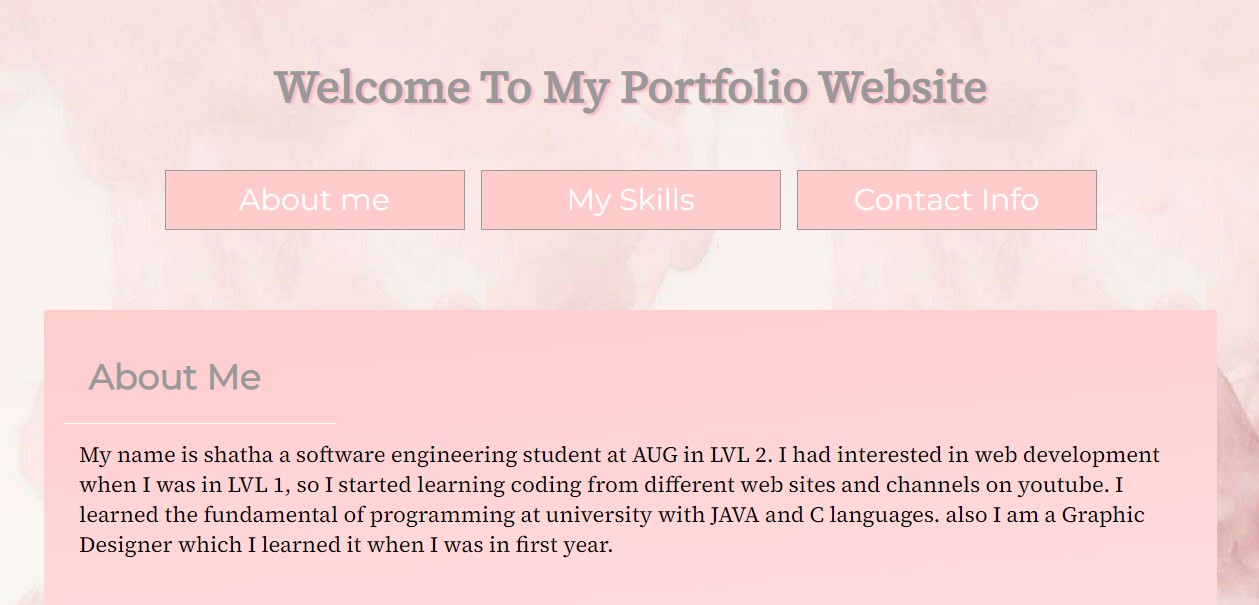 Welcome To My Portfolio Website
About me
My Skills
Contact Info
About Me
My name is shatha a software engineering student at AUG in LVL 2. I had interested in web development
when I was in LVL 1, so I started learning coding from different web sites and channels on youtube. I
learned the fundamental of programming at university with JAVA and C languages. also I am a Graphic
Designer which I learned it when I was in first year.